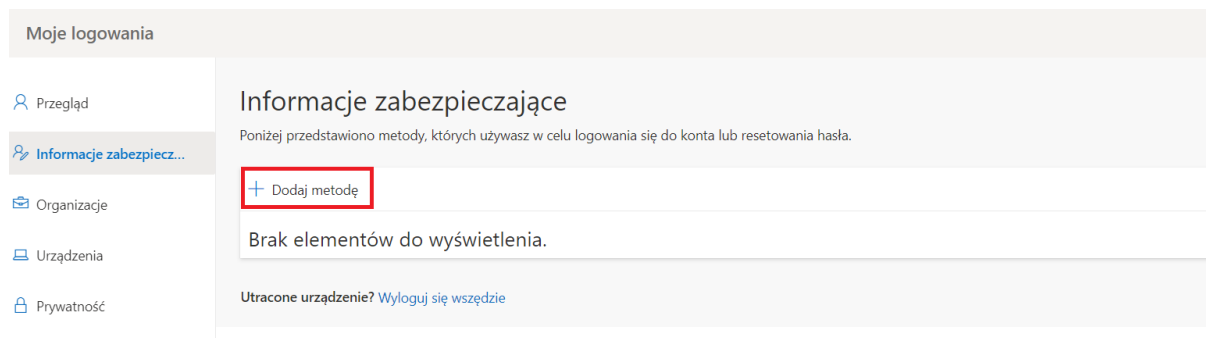 Moje logowania
Przegląd
Informacje zabezpiecz...
Organizacje
Urządzenia
Prywatność
Informacje zabezpieczające
Poniżej przedstawiono metody, których używasz w celu logowania się do konta lub resetowania hasła.
Dodaj metodę
Brak elementów do wyświetlenia.
Utracone urządzenie? Wyloguj się wszędzie